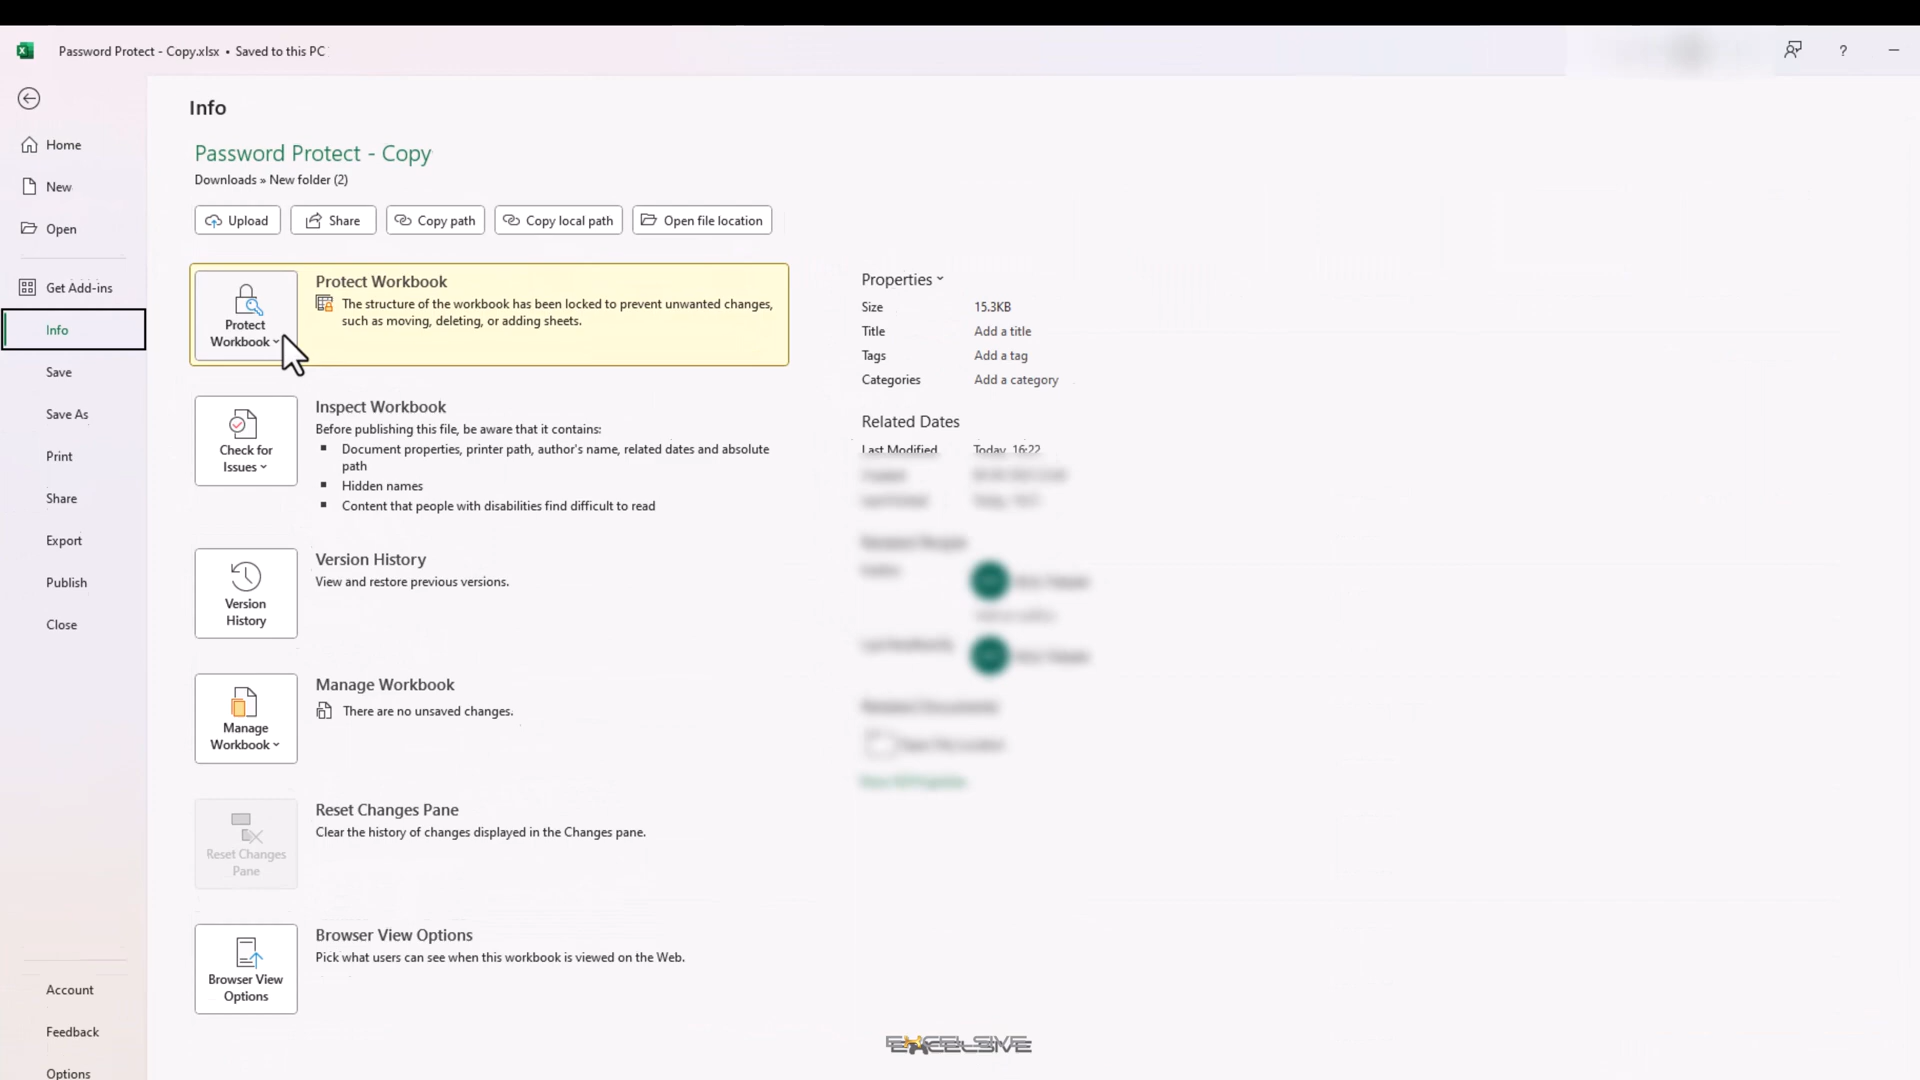 Password Protect - Copy.xlsx • Saved to this PC
?
Info
Home
New
Open
Get Add-ins
Info
Save
Save As
Print
Share
Export
Publish
Close
Account
Feedback
Options
Password Protect - Copy
Downloads » New folder (2)
Upload
Share
Copy path
Copy local path
Open file location
Protect
Workbook
Protect Workbook
The structure of the workbook has been locked to prevent unwanted changes,
such as moving, deleting, or adding sheets.
Check for
Issues
Inspect Workbook
Before publishing this file, be aware that it contains:
▪ Document properties, printer path, author's name, related dates and absolute
path
▪ Hidden names
▪ Content that people with disabilities find difficult to read
Version
History
Version History
View and restore previous versions.
Manage
Workbook
Manage Workbook
There are no unsaved changes.
Reset Changes
Pane
Reset Changes Pane
Clear the history of changes displayed in the Changes pane.
Browser View
Options
Browser View Options
Pick what users can see when this workbook is viewed on the Web.
Properties
Size 15.3KB
Title Add a title
Tags Add a tag
Categories Add a category
Related Dates
Last Modified Today, 16:22
EXCELSIVE